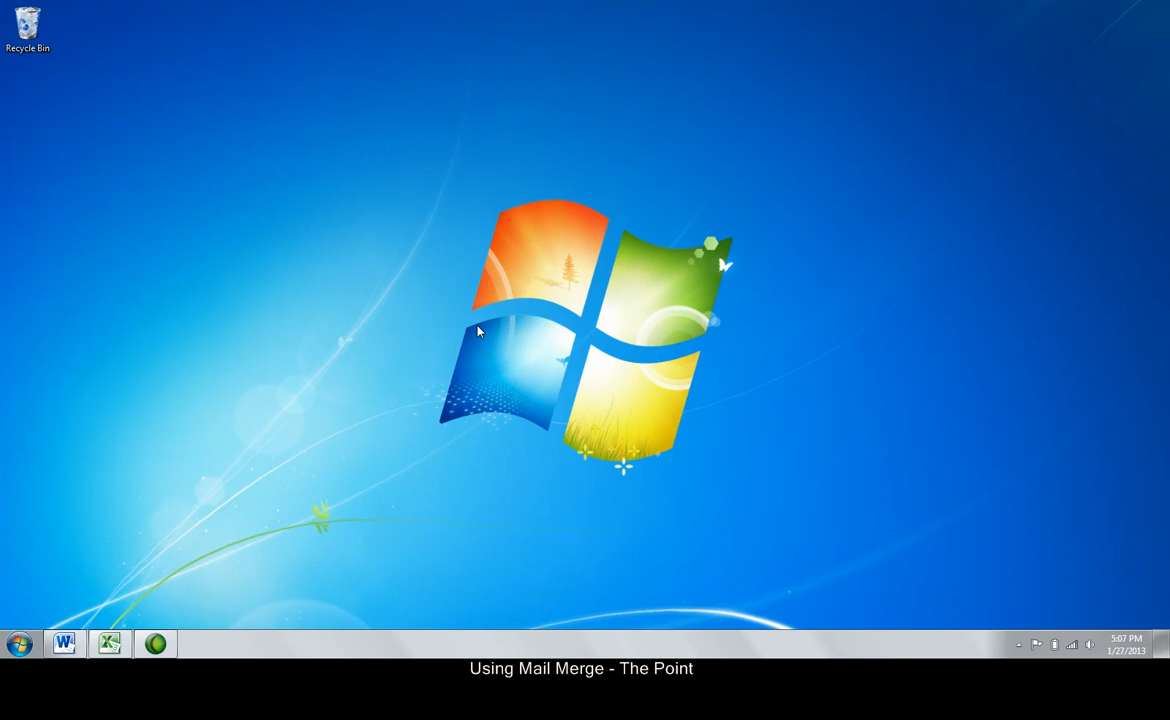 Recycle Bin
5:07 PM
1/27/2013
Using Mail Merge - The Point